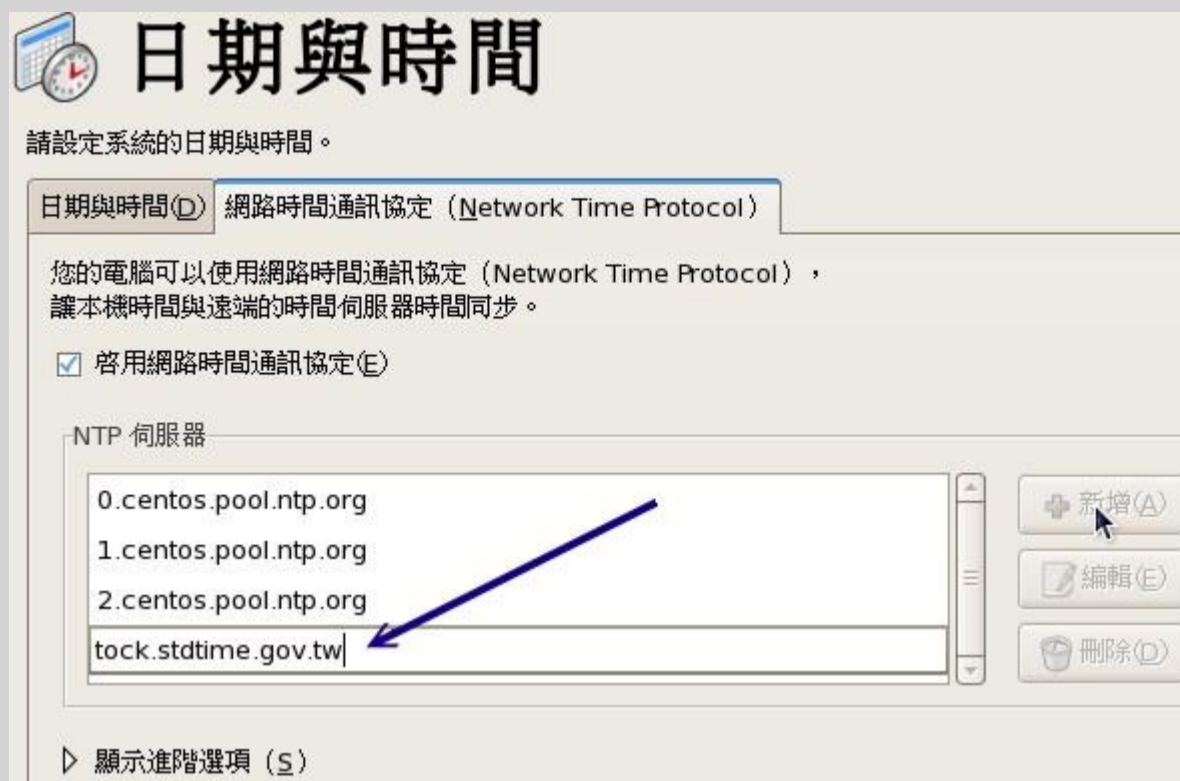 日期與時間
請設定系統的日期與時間。
日期與時間(D) 網路時間通訊協定（Network Time Protocol）
您的電腦可以使用網路時間通訊協定（Network Time Protocol），
讓本機時間與遠端的時間伺服器時間同步。
啓用網路時間通訊協定(E)
NTP 伺服器
0.centos.pool.ntp.org
新增(A)
1.centos.pool.ntp.org
編輯(E)
2.centos.pool.ntp.org
tock.stdtime.gov.tw
刪除(D)
顯示進階選項（S）